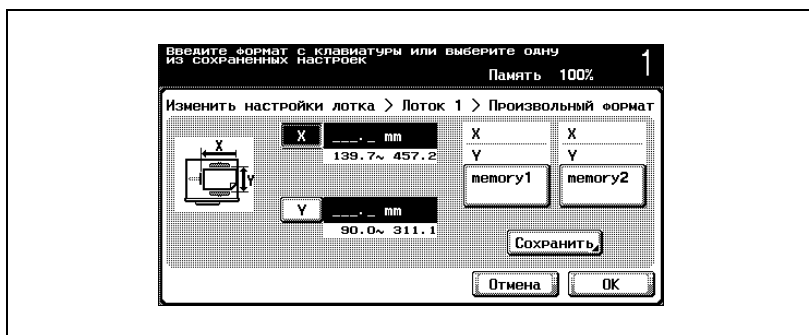 Введите формат с клавиатуры или выберите одну
из сохраненных настроек
Память 100% 1
Изменить настройки лотка > Лоток 1 > Произвольный формат
X ___._ mm X X
139.7~ 457.2 Y Y
X
Y
memory1 memory2
Y ___._ mm
90.0~ 311.1
Сохранить
Отмена OK